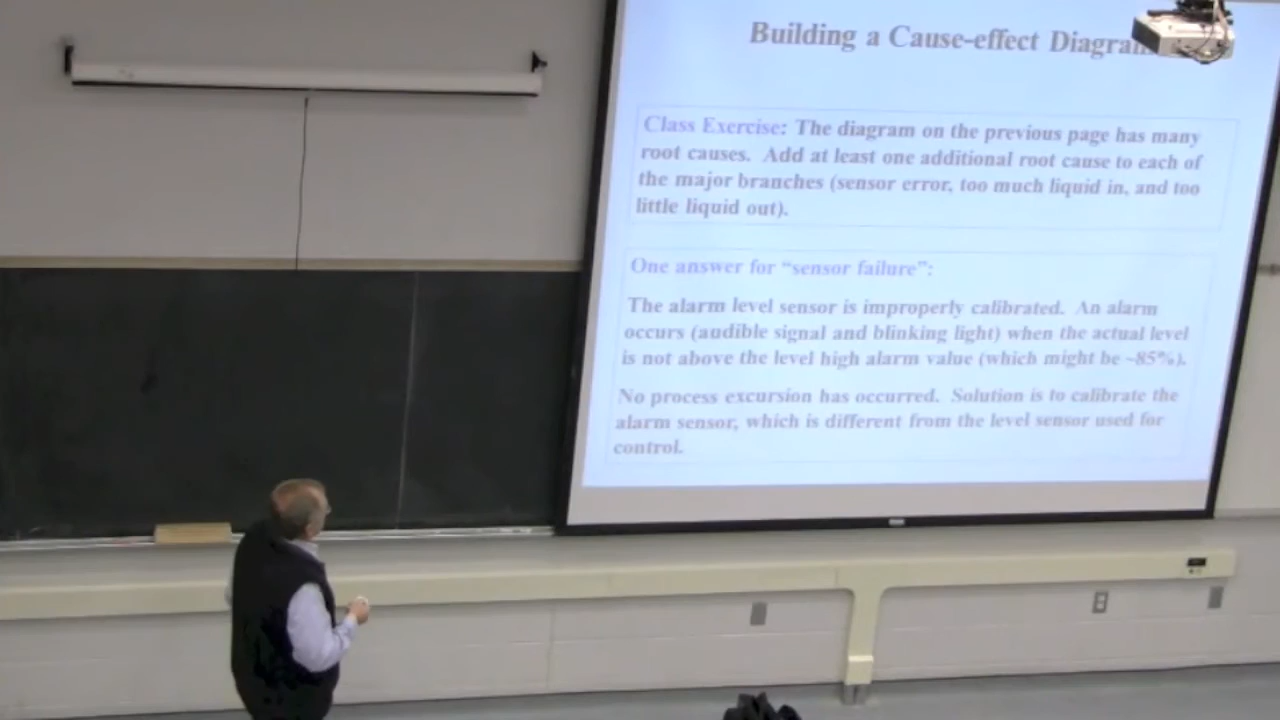 Building a Cause-effect Diagram
Class Exercise: The diagram on the previous page has many
root causes. Add at least one additional root cause to each of
the major branches (sensor error, too much liquid in, and too
little liquid out).
One answer for “sensor failure”:
The alarm level sensor is improperly calibrated. An alarm
occurs (audible signal and blinking light) when the actual level
is not above the level high alarm value (which might be ~85%).
No process excursion has occurred. Solution is to calibrate the
alarm sensor, which is different from the level sensor used for
control.